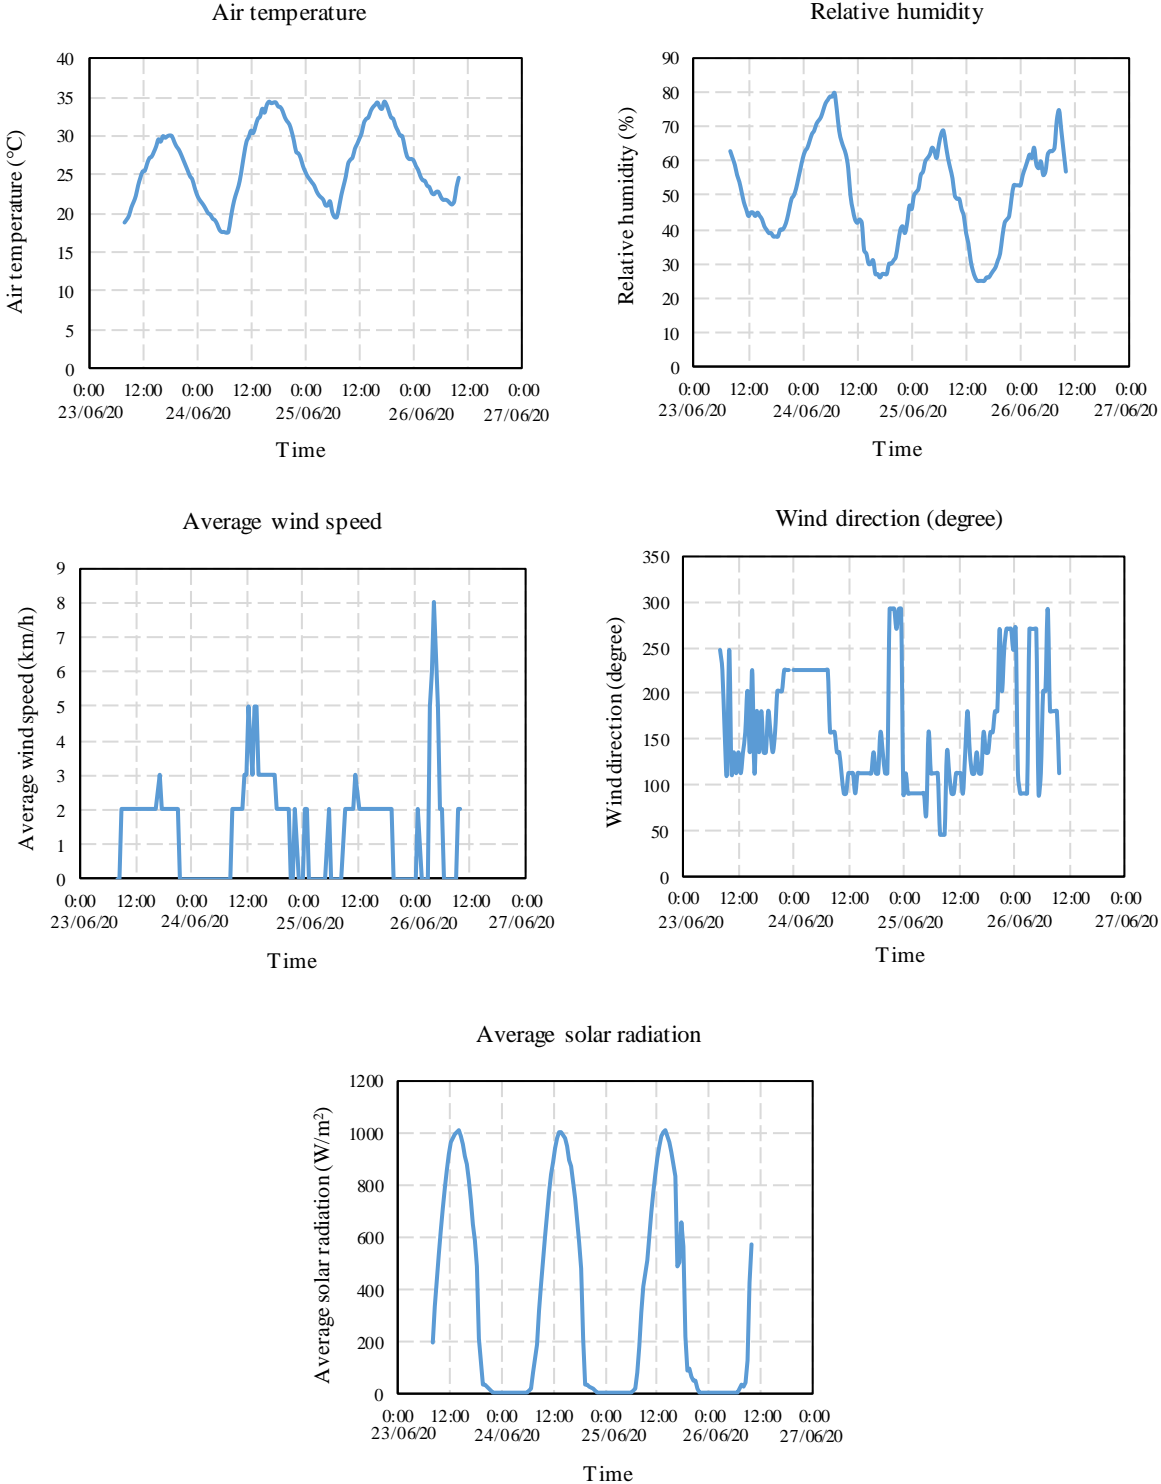 Air temperature
Air temperature (°C)
40
35
30
25
20
15
10
5
0
0:00 12:00 0:00 12:00 0:00 12:00 0:00 12:00 0:00
23/06/20 24/06/20 25/06/20 26/06/20 27/06/20
Time
Relative humidity
Relative humidity (%)
90
80
70
60
50
40
30
20
10
0
0:00 12:00 0:00 12:00 0:00 12:00 0:00 12:00 0:00
23/06/20 24/06/20 25/06/20 26/06/20 27/06/20
Time
Average wind speed
Average wind speed (km/h)
9
8
7
6
5
4
3
2
1
0
0:00 12:00 0:00 12:00 0:00 12:00 0:00 12:00 0:00
23/06/20 24/06/20 25/06/20 26/06/20 27/06/20
Time
Wind direction (degree)
Wind direction (degree)
350
300
250
200
150
100
50
0
0:00 12:00 0:00 12:00 0:00 12:00 0:00 12:00 0:00
23/06/20 24/06/20 25/06/20 26/06/20 27/06/20
Time
Average solar radiation
Average solar radiation (W/m²)
1200
1000
800
600
400
200
0
0:00 12:00 0:00 12:00 0:00 12:00 0:00 12:00 0:00
23/06/20 24/06/20 25/06/20 26/06/20 27/06/20
Time